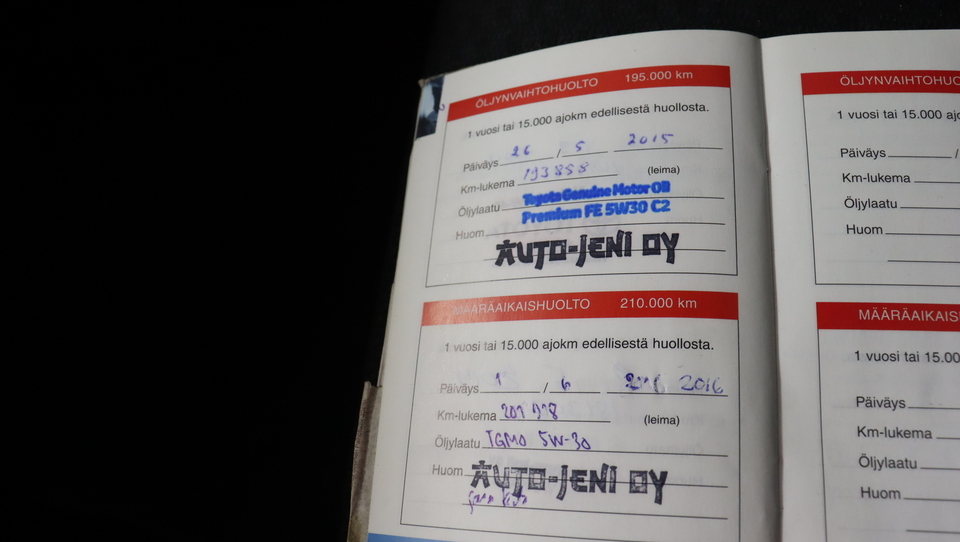 ÖLJYNVAIHTOHUOLTO 195.000 km
1 vuosi tai 15.000 ajokm edellisestä huollosta.
Päiväys 26 / 5 2015
Km-lukema 193858 (leima)
Öljylaatu Toyota Genuine Motor Oil
Premium FE 5W30 C2
Huom
AUTO-JENI OY
MÄÄRÄAIKAISHUOLTO 210.000 km
1 vuosi tai 15.000 ajokm edellisestä huollosta.
Päiväys 1 / 6 2016
Km-lukema (leima)
Öljylaatu TGMO 5W-30
Huom AUTO-JENI OY
ÖLJYNVAIHTOHUO
1 vuosi tai 15.000 ajo
Päiväys /
Km-lukema
Öljylaatu
Huom
MÄÄRÄAIKAIS
1 vuosi tai 15.00
Päiväys
Km-lukema
Öljylaatu
Huom